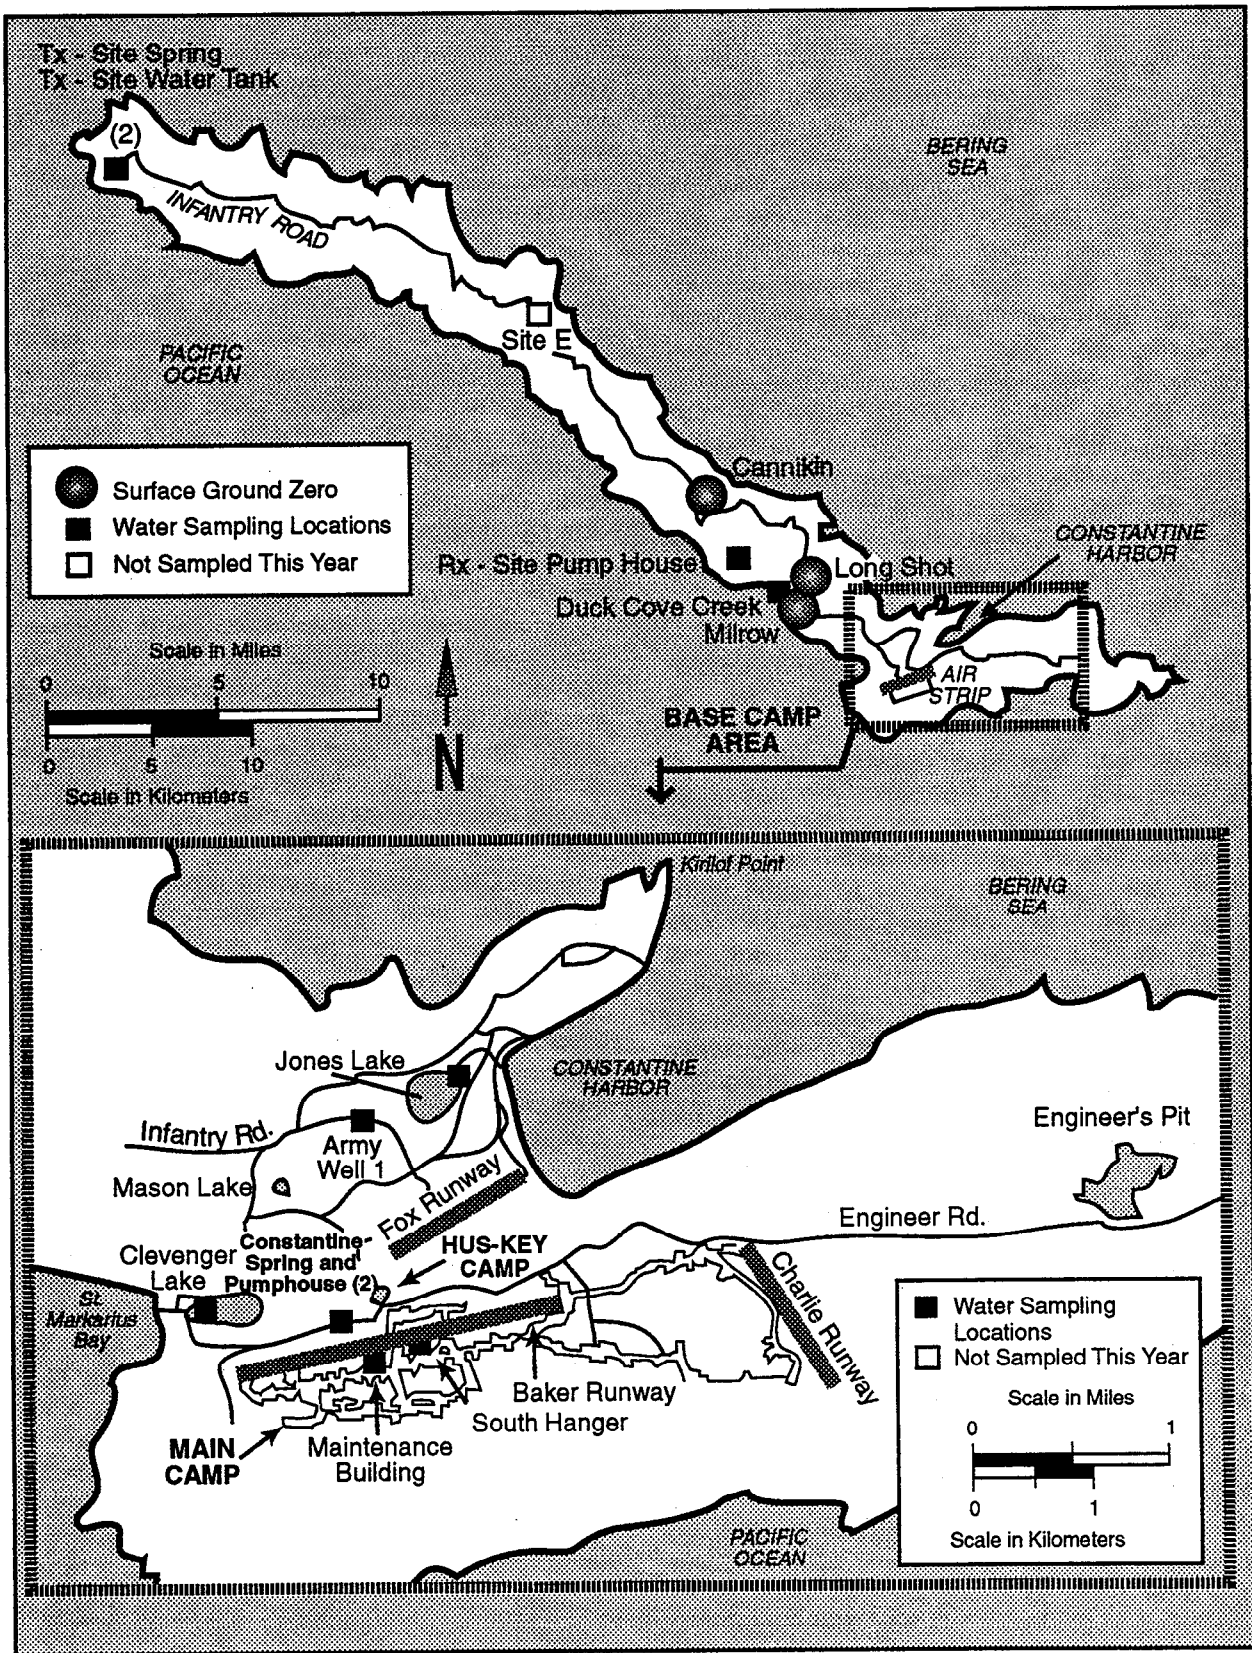 Tx - Site Spring
Tx - Site Water Tank
(2)
BERING
SEA
INFANTRY ROAD
Site E
PACIFIC
OCEAN
Cannikin
Surface Ground Zero
Water Sampling Locations
Not Sampled This Year
CONSTANTINE
HARBOR
Rx - Site Pump House
Long Shot
Duck Cove Creek
Milrow
Scale in Miles
0 5 10
AIR
STRIP
BASE CAMP
AREA
N
0 5 10
Scale in Kilometers
Kirilof Point
BERING
SEA
Jones Lake
CONSTANTINE
HARBOR
Engineer's Pit
Infantry Rd.
Army
Well 1
Mason Lake
Fox Runway
Engineer Rd.
Constantine
Spring and
Pumphouse (2)
HUS-KEY
CAMP
Clevenger
Lake
St.
Markarius
Bay
Charlie Runway
Water Sampling
Locations
Not Sampled This Year
Baker Runway
South Hanger
Scale in Miles
0 1
MAIN
CAMP
Maintenance
Building
0 1
Scale in Kilometers
PACIFIC
OCEAN